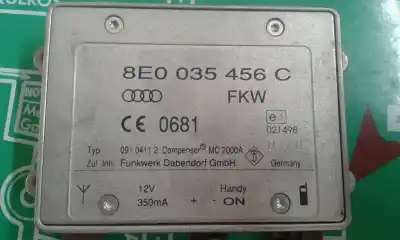 8E0 035 456 C
FKW
CE 0681
e1
021498
Typ 091 0411 2 Compenser® MC 2000A
Zul. Inh. Funkwerk Dabendorf GmbH Germany
12V Handy
350mA + - ON